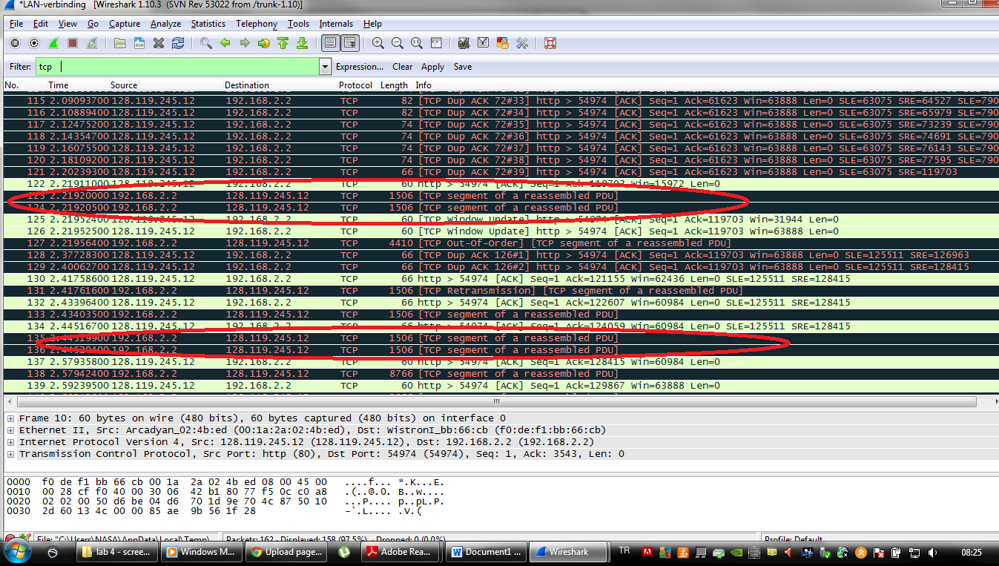 *LAN-verbinding [Wireshark 1.10.3 (SVN Rev 53022 from /trunk-1.10)]
File Edit View Go Capture Analyze Statistics Telephony Tools Internals Help
Filter: tcp Expression... Clear Apply Save
No. Time Source Destination Protocol Length Info
115 2.09093700 128.119.245.12 192.168.2.2 TCP 82 [TCP Dup ACK 72#33] http > 54974 [ACK] Seq=1 Ack=61623 Win=63888 Len=0 SLE=63075 SRE=64527 SLE=790
116 2.10889400 128.119.245.12 192.168.2.2 TCP 82 [TCP Dup ACK 72#34] http > 54974 [ACK] Seq=1 Ack=61623 Win=63888 Len=0 SLE=63075 SRE=65979 SLE=790
117 2.12475200 128.119.245.12 192.168.2.2 TCP 74 [TCP Dup ACK 72#35] http > 54974 [ACK] Seq=1 Ack=61623 Win=63888 Len=0 SLE=63075 SRE=73239 SLE=790
118 2.14354700 128.119.245.12 192.168.2.2 TCP 74 [TCP Dup ACK 72#36] http > 54974 [ACK] Seq=1 Ack=61623 Win=63888 Len=0 SLE=63075 SRE=74691 SLE=790
119 2.16075500 128.119.245.12 192.168.2.2 TCP 74 [TCP Dup ACK 72#37] http > 54974 [ACK] Seq=1 Ack=61623 Win=63888 Len=0 SLE=63075 SRE=76143 SLE=790
120 2.18109200 128.119.245.12 192.168.2.2 TCP 74 [TCP Dup ACK 72#38] http > 54974 [ACK] Seq=1 Ack=61623 Win=63888 Len=0 SLE=63075 SRE=77595 SLE=790
121 2.20239300 128.119.245.12 192.168.2.2 TCP 66 [TCP Dup ACK 72#39] http > 54974 [ACK] Seq=1 Ack=61623 Win=63888 Len=0 SLE=63075 SRE=119703
122 2.21911000 128.119.245.12 192.168.2.2 TCP 60 http > 54974 [ACK] Seq=1 Ack=119703 Win=15972 Len=0
123 2.21920000 192.168.2.2 128.119.245.12 TCP 1506 [TCP segment of a reassembled PDU]
124 2.21920500 192.168.2.2 128.119.245.12 TCP 1506 [TCP segment of a reassembled PDU]
125 2.21952400 128.119.245.12 192.168.2.2 TCP 60 [TCP Window Update] http > 54974 [ACK] Seq=1 Ack=119703 Win=31944 Len=0
126 2.21952500 128.119.245.12 192.168.2.2 TCP 60 [TCP Window Update] http > 54974 [ACK] Seq=1 Ack=119703 Win=63888 Len=0
127 2.21956400 192.168.2.2 128.119.245.12 TCP 4410 [TCP Out-Of-Order] [TCP segment of a reassembled PDU]
128 2.37728300 128.119.245.12 192.168.2.2 TCP 66 [TCP Dup ACK 126#1] http > 54974 [ACK] Seq=1 Ack=119703 Win=63888 Len=0 SLE=125511 SRE=126963
129 2.40062700 128.119.245.12 192.168.2.2 TCP 66 [TCP Dup ACK 126#2] http > 54974 [ACK] Seq=1 Ack=119703 Win=63888 Len=0 SLE=125511 SRE=128415
130 2.41758600 128.119.245.12 192.168.2.2 TCP 66 http > 54974 [ACK] Seq=1 Ack=121155 Win=62436 Len=0 SLE=125511 SRE=128415
131 2.41761600 192.168.2.2 128.119.245.12 TCP 1506 [TCP Retransmission] [TCP segment of a reassembled PDU]
132 2.43396400 128.119.245.12 192.168.2.2 TCP 66 http > 54974 [ACK] Seq=1 Ack=122607 Win=60984 Len=0 SLE=125511 SRE=128415
133 2.43403500 192.168.2.2 128.119.245.12 TCP 1506 [TCP segment of a reassembled PDU]
134 2.44516700 128.119.245.12 192.168.2.2 TCP 66 http > 54974 [ACK] Seq=1 Ack=124059 Win=60984 Len=0 SLE=125511 SRE=128415
135 192.168.2.2 128.119.245.12 TCP 1506 [TCP segment of a reassembled PDU]
136 192.168.2.2 128.119.245.12 TCP 1506 [TCP segment of a reassembled PDU]
137 2.57935800 128.119.245.12 192.168.2.2 TCP 60 http > 54974 [ACK] Seq=1 Ack=128415 Win=60984 Len=0
138 2.57942400 192.168.2.2 128.119.245.12 TCP 8766 [TCP segment of a reassembled PDU]
139 2.59239500 128.119.245.12 192.168.2.2 TCP 60 http > 54974 [ACK] Seq=1 Ack=129867 Win=63888 Len=0
Frame 10: 60 bytes on wire (480 bits), 60 bytes captured (480 bits) on interface 0
Ethernet II, Src: Arcadyan_02:4b:ed (00:1a:2a:02:4b:ed), Dst: WistronI_bb:66:cb (f0:de:f1:bb:66:cb)
Internet Protocol Version 4, Src: 128.119.245.12 (128.119.245.12), Dst: 192.168.2.2 (192.168.2.2)
Transmission Control Protocol, Src Port: http (80), Dst Port: 54974 (54974), Seq: 1, Ack: 3543, Len: 0
0000 f0 de f1 bb 66 cb 00 1a 2a 02 4b ed 08 00 45 00 ....f... *.K...E.
0010 00 28 cf f0 40 00 30 06 42 b1 80 77 f5 0c c0 a8 .(..@.0. B..w....
0020 02 02 00 50 d6 be 04 d6 70 1d 9e 70 4c 87 50 10 ...P.... p..pL.P.
0030 2d 60 13 4c 00 00 85 ae 9b 56 1f 28 -`.L.... .V.(
File: "C:\Users\NASA\AppData\Local\Temp\ Packets: 162 · Displayed: 158 (97.5%) · Dropped: 0 (0.0%) Profile: Default
lab 4 - scree... Windows M... Upload page... Adobe Rea... Document1 ... Wireshark TR 08:25